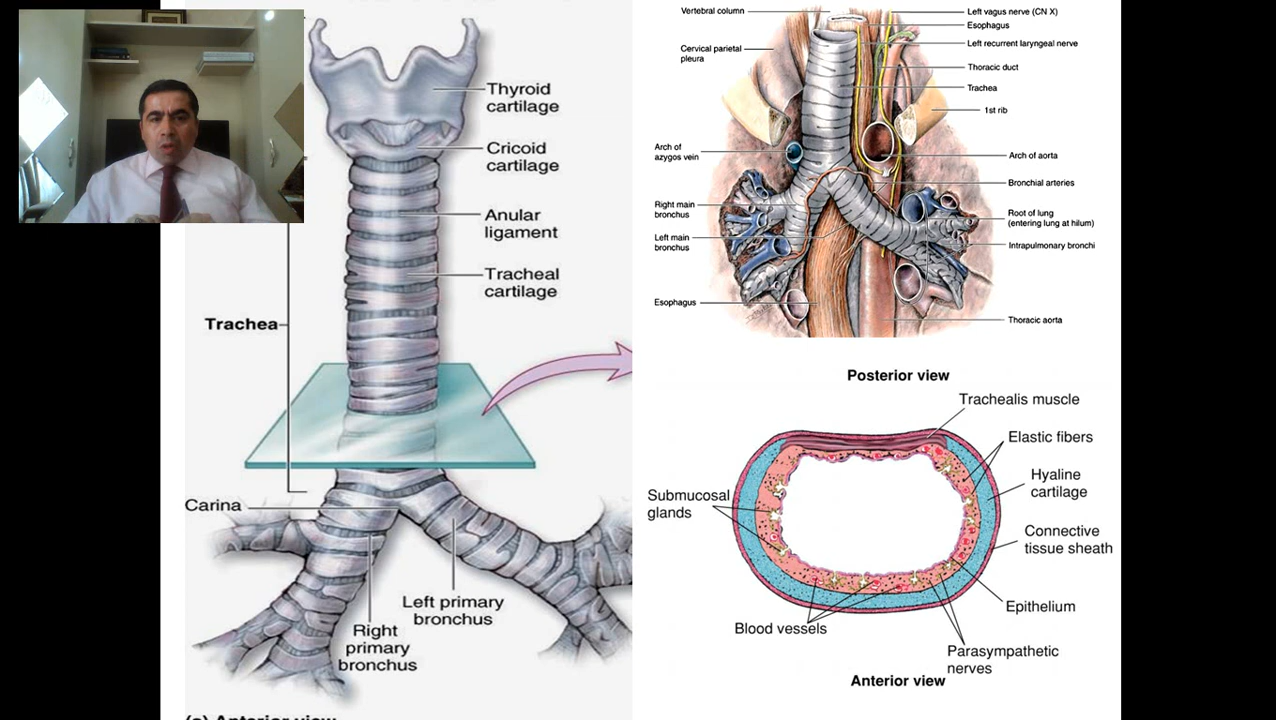 Thyroid
cartilage
Cricoid
cartilage
Anular
ligament
Tracheal
cartilage
Trachea
Carina
Left primary
bronchus
Right
primary
bronchus
Anterior view
Vertebral column
Cervical parietal
pleura
Arch of
azygos vein
Right main
bronchus
Left main
bronchus
Esophagus
Left vagus nerve (CN X)
Esophagus
Left recurrent laryngeal nerve
Thoracic duct
Trachea
1st rib
Arch of aorta
Bronchial arteries
Root of lung
(entering lung at hilum)
Intrapulmonary bronchi
Thoracic aorta
Posterior view
Trachealis muscle
Elastic fibers
Hyaline
cartilage
Connective
tissue sheath
Epithelium
Parasympathetic
nerves
Submucosal
glands
Blood vessels
Anterior view